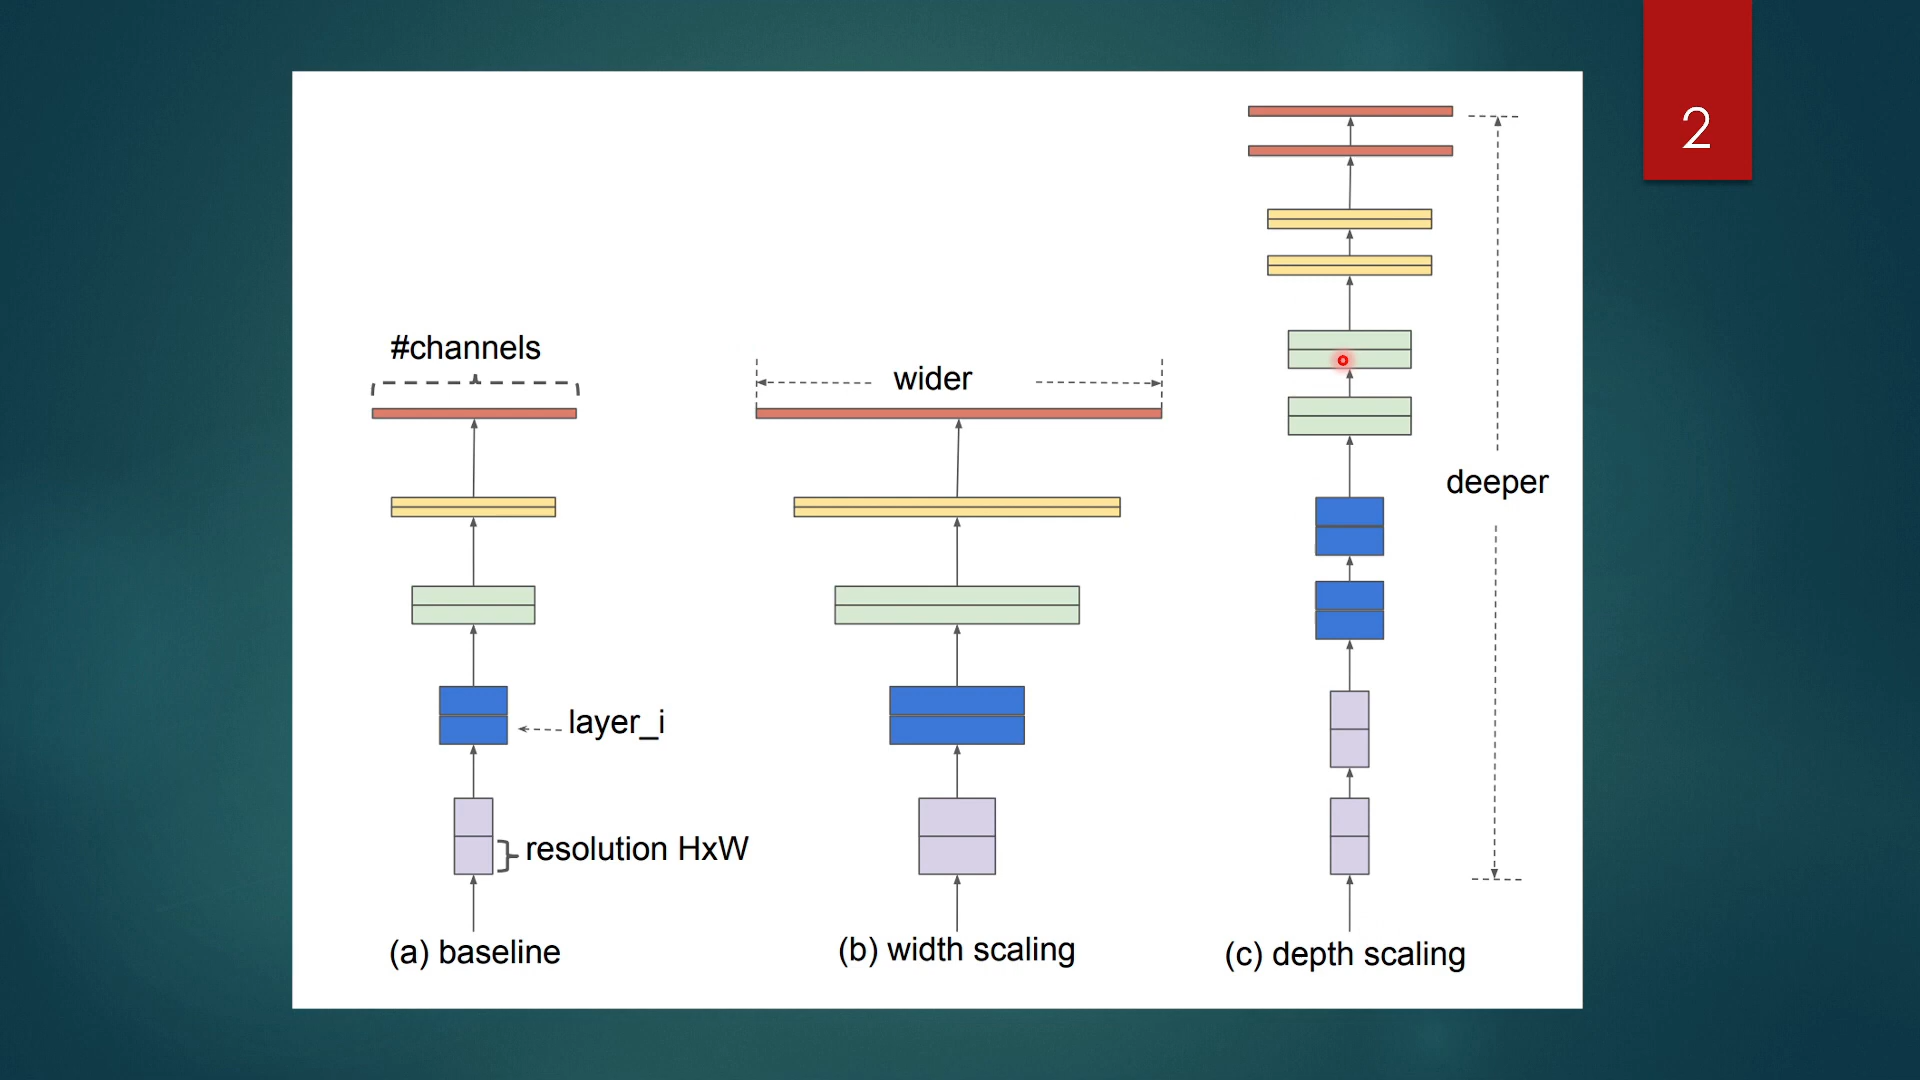 2
#channels
wider
deeper
layer_i
resolution HxW
(a) baseline
(b) width scaling
(c) depth scaling